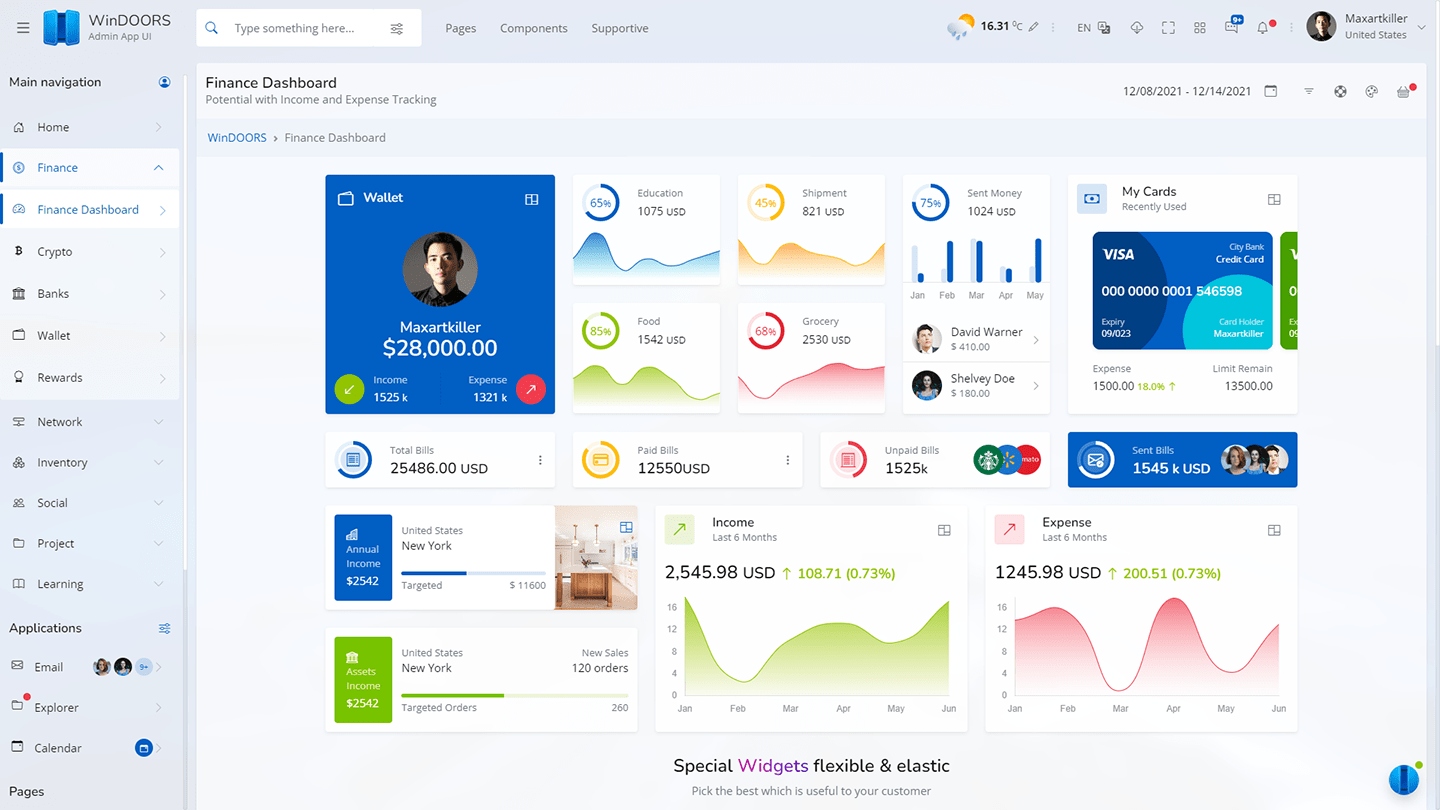 WinDOORS
Admin App UI
Type something here...
Pages
Components
Supportive
16.31 °C
EN
9+
Maxartkiller
United States
Main navigation
Home
Finance
Finance Dashboard
Crypto
Banks
Wallet
Rewards
Network
Inventory
Social
Project
Learning
Applications
Email
9+
Explorer
Calendar
Pages
Finance Dashboard
Potential with Income and Expense Tracking
12/08/2021 - 12/14/2021
WinDOORS › Finance Dashboard
Wallet
Maxartkiller
$28,000.00
Income
1525 k
Expense
1321 k
65%
Education
1075 USD
45%
Shipment
821 USD
85%
Food
1542 USD
68%
Grocery
2530 USD
75%
Sent Money
1024 USD
Jan Feb Mar Apr May
David Warner
$ 410.00
Shelvey Doe
$ 180.00
My Cards
Recently Used
VISA
City Bank
Credit Card
000 0000 0001 546598
Expiry
09/023
Card Holder
Maxartkiller
Expense
1500.00 18.0% ↑
Limit Remain
13500.00
Total Bills
25486.00 USD
Paid Bills
12550USD
Unpaid Bills
1525k
Sent Bills
1545 k USD
Annual
Income
$2542
United States
New York
Targeted
$ 11600
Assets
Income
$2542
United States
New York
New Sales
120 orders
Targeted Orders
260
Income
Last 6 Months
2,545.98 USD ↑ 108.71 (0.73%)
16
12
8
4
0
Jan Feb Mar Apr May Jun
Expense
Last 6 Months
1245.98 USD ↑ 200.51 (0.73%)
16
12
8
4
0
Jan Feb Mar Apr May Jun
Special Widgets flexible & elastic
Pick the best which is useful to your customer